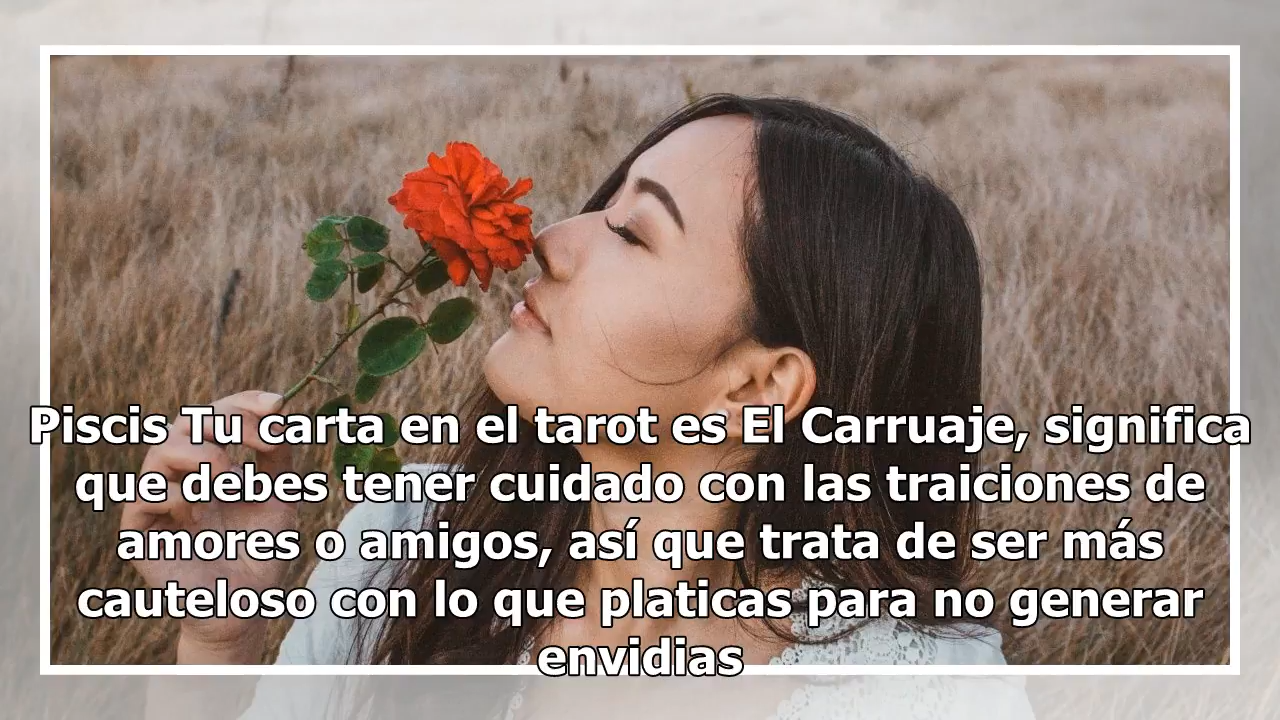 Piscis Tu carta en el tarot es El Carruaje, significa
que debes tener cuidado con las traiciones de
amores o amigos, así que trata de ser más
cauteloso con lo que platicas para no generar
envidias